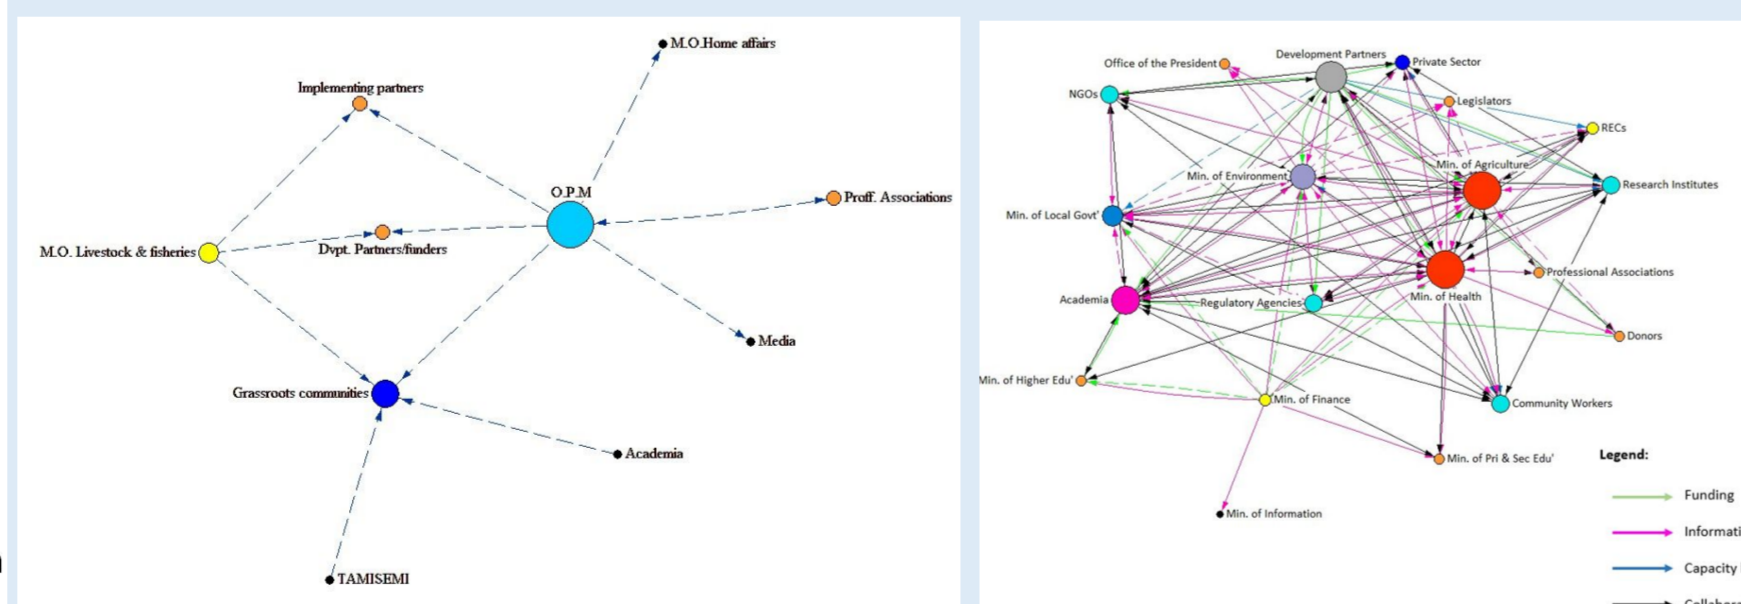 M.O.Home affairs
Implementing partners
O.P.M
Proff. Associations
M.O. Livestock & fisheries
Dvpt. Partners/funders
Media
Grassroots communities
Academia
TAMISEMI
Development Partners
Office of the President
Private Sector
NGOs
Legislators
RECs
Min. of Agriculture
Min. of Environment
Research Institutes
Min. of Local Govt'
Professional Associations
Academia
Regulatory Agencies
Min. of Health
Donors
Min. of Higher Edu'
Min. of Finance
Community Workers
Min. of Pri & Sec Edu'
Legend:
Funding
Min. of Information
Informati
Capacity